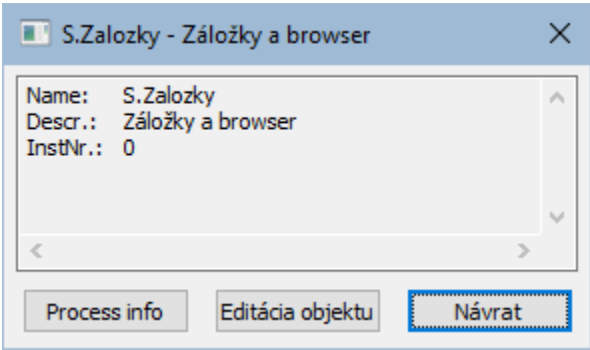 S.Zalozky - Záložky a browser
Name: S.Zalozky
Descr.: Záložky a browser
InstNr.: 0
Process info Editácia objektu Návrat